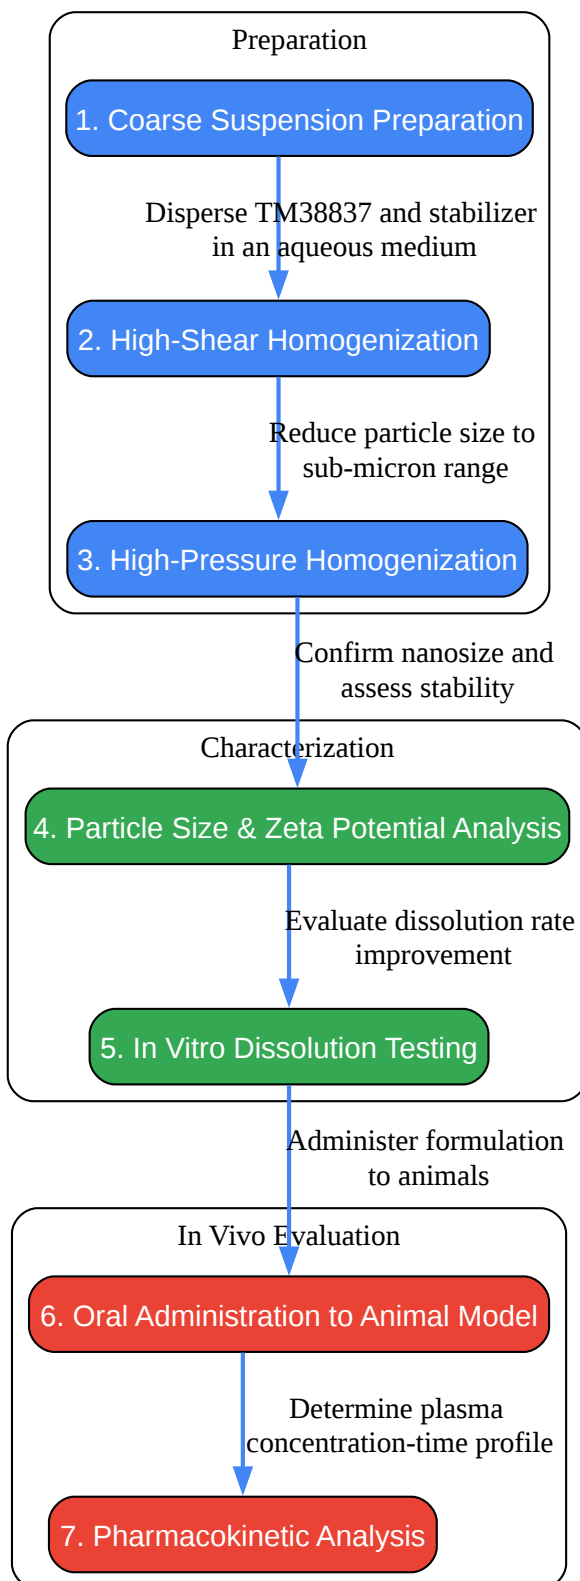 Preparation
1. Coarse Suspension Preparation
Disperse TM38837 and stabilizer
in an aqueous medium
2. High-Shear Homogenization
Reduce particle size to
sub-micron range
3. High-Pressure Homogenization
Confirm nanosize and
assess stability
Characterization
4. Particle Size & Zeta Potential Analysis
Evaluate dissolution rate
improvement
5. In Vitro Dissolution Testing
Administer formulation
to animals
In Vivo Evaluation
6. Oral Administration to Animal Model
Determine plasma
concentration-time profile
7. Pharmacokinetic Analysis